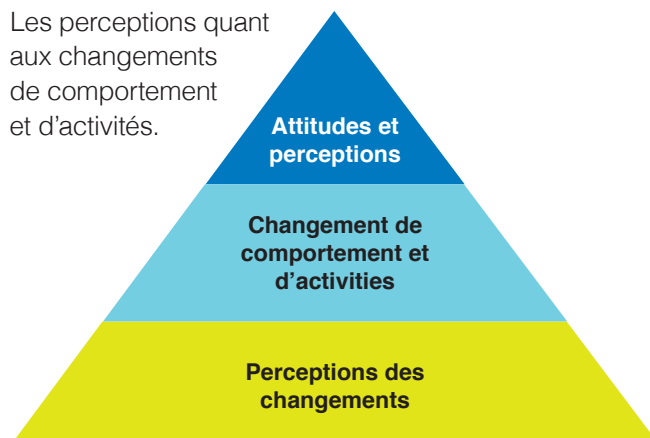 Les perceptions quant
aux changements
de comportement
et d'activités.
Attitudes et
perceptions
Changement de
comportement et
d'activities
Perceptions des
changements